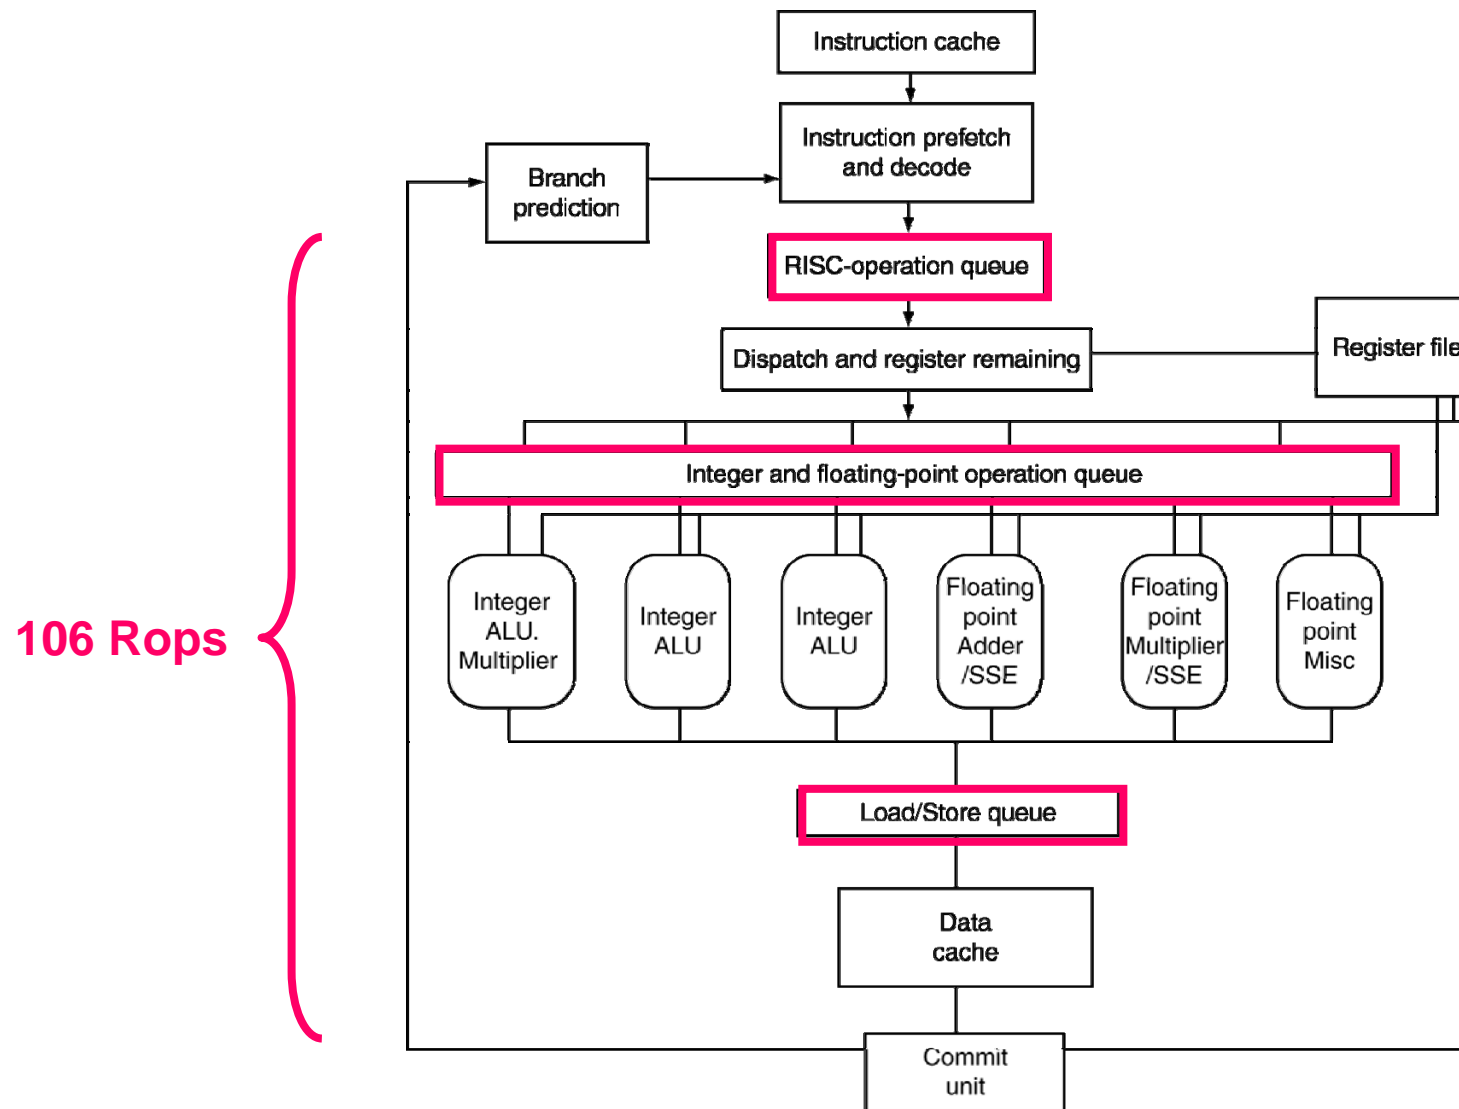 Instruction cache
Instruction prefetch
and decode
Branch
prediction
RISC-operation queue
Dispatch and register remaining
Register file
Integer and floating-point operation queue
106 Rops
Integer
ALU.
Multiplier
Integer
ALU
Integer
ALU
Floating
point
Adder
/SSE
Floating
point
Multiplier
/SSE
Floating
point
Misc
Load/Store queue
Data
cache
Commit
unit